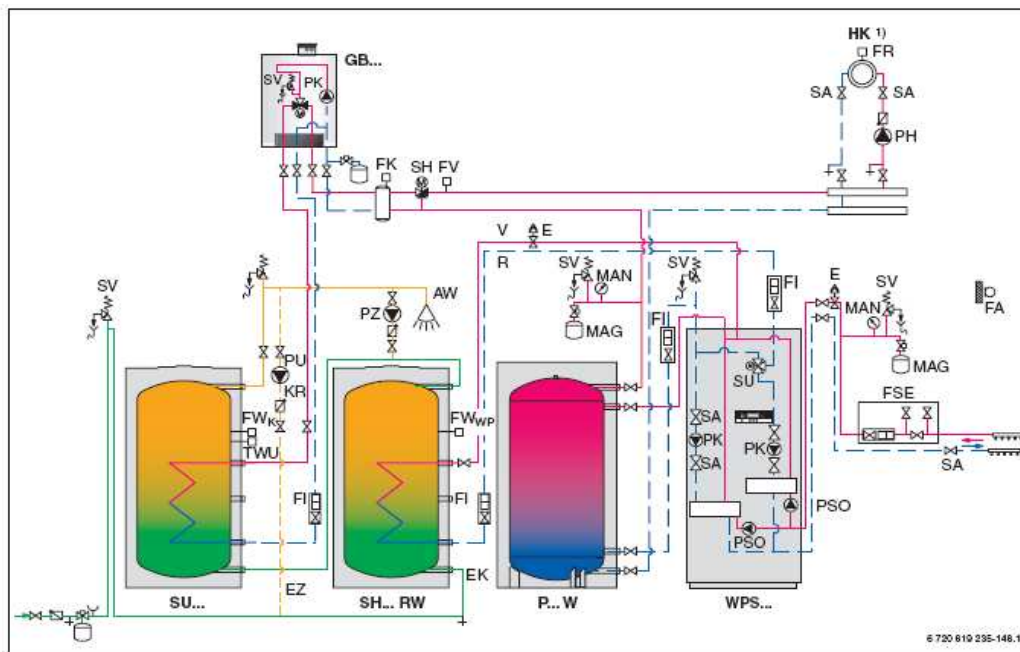 HK 1)
FR
GB...
SV
PK
SA
SA
PH
FK
SH
FV
V
E
R
SV
MAN
SV
FI
E
SV
MAN
FA
SV
AW
PZ
MAG
FI
MAG
PU
KR
SU
FSE
FWK
FWWP
SA
PK
PK
SA
TWU
SA
FI
FI
PSO
PSO
EK
EZ
SU...
SH... RW
P... W
WPS...
6 720 619 235-146.1